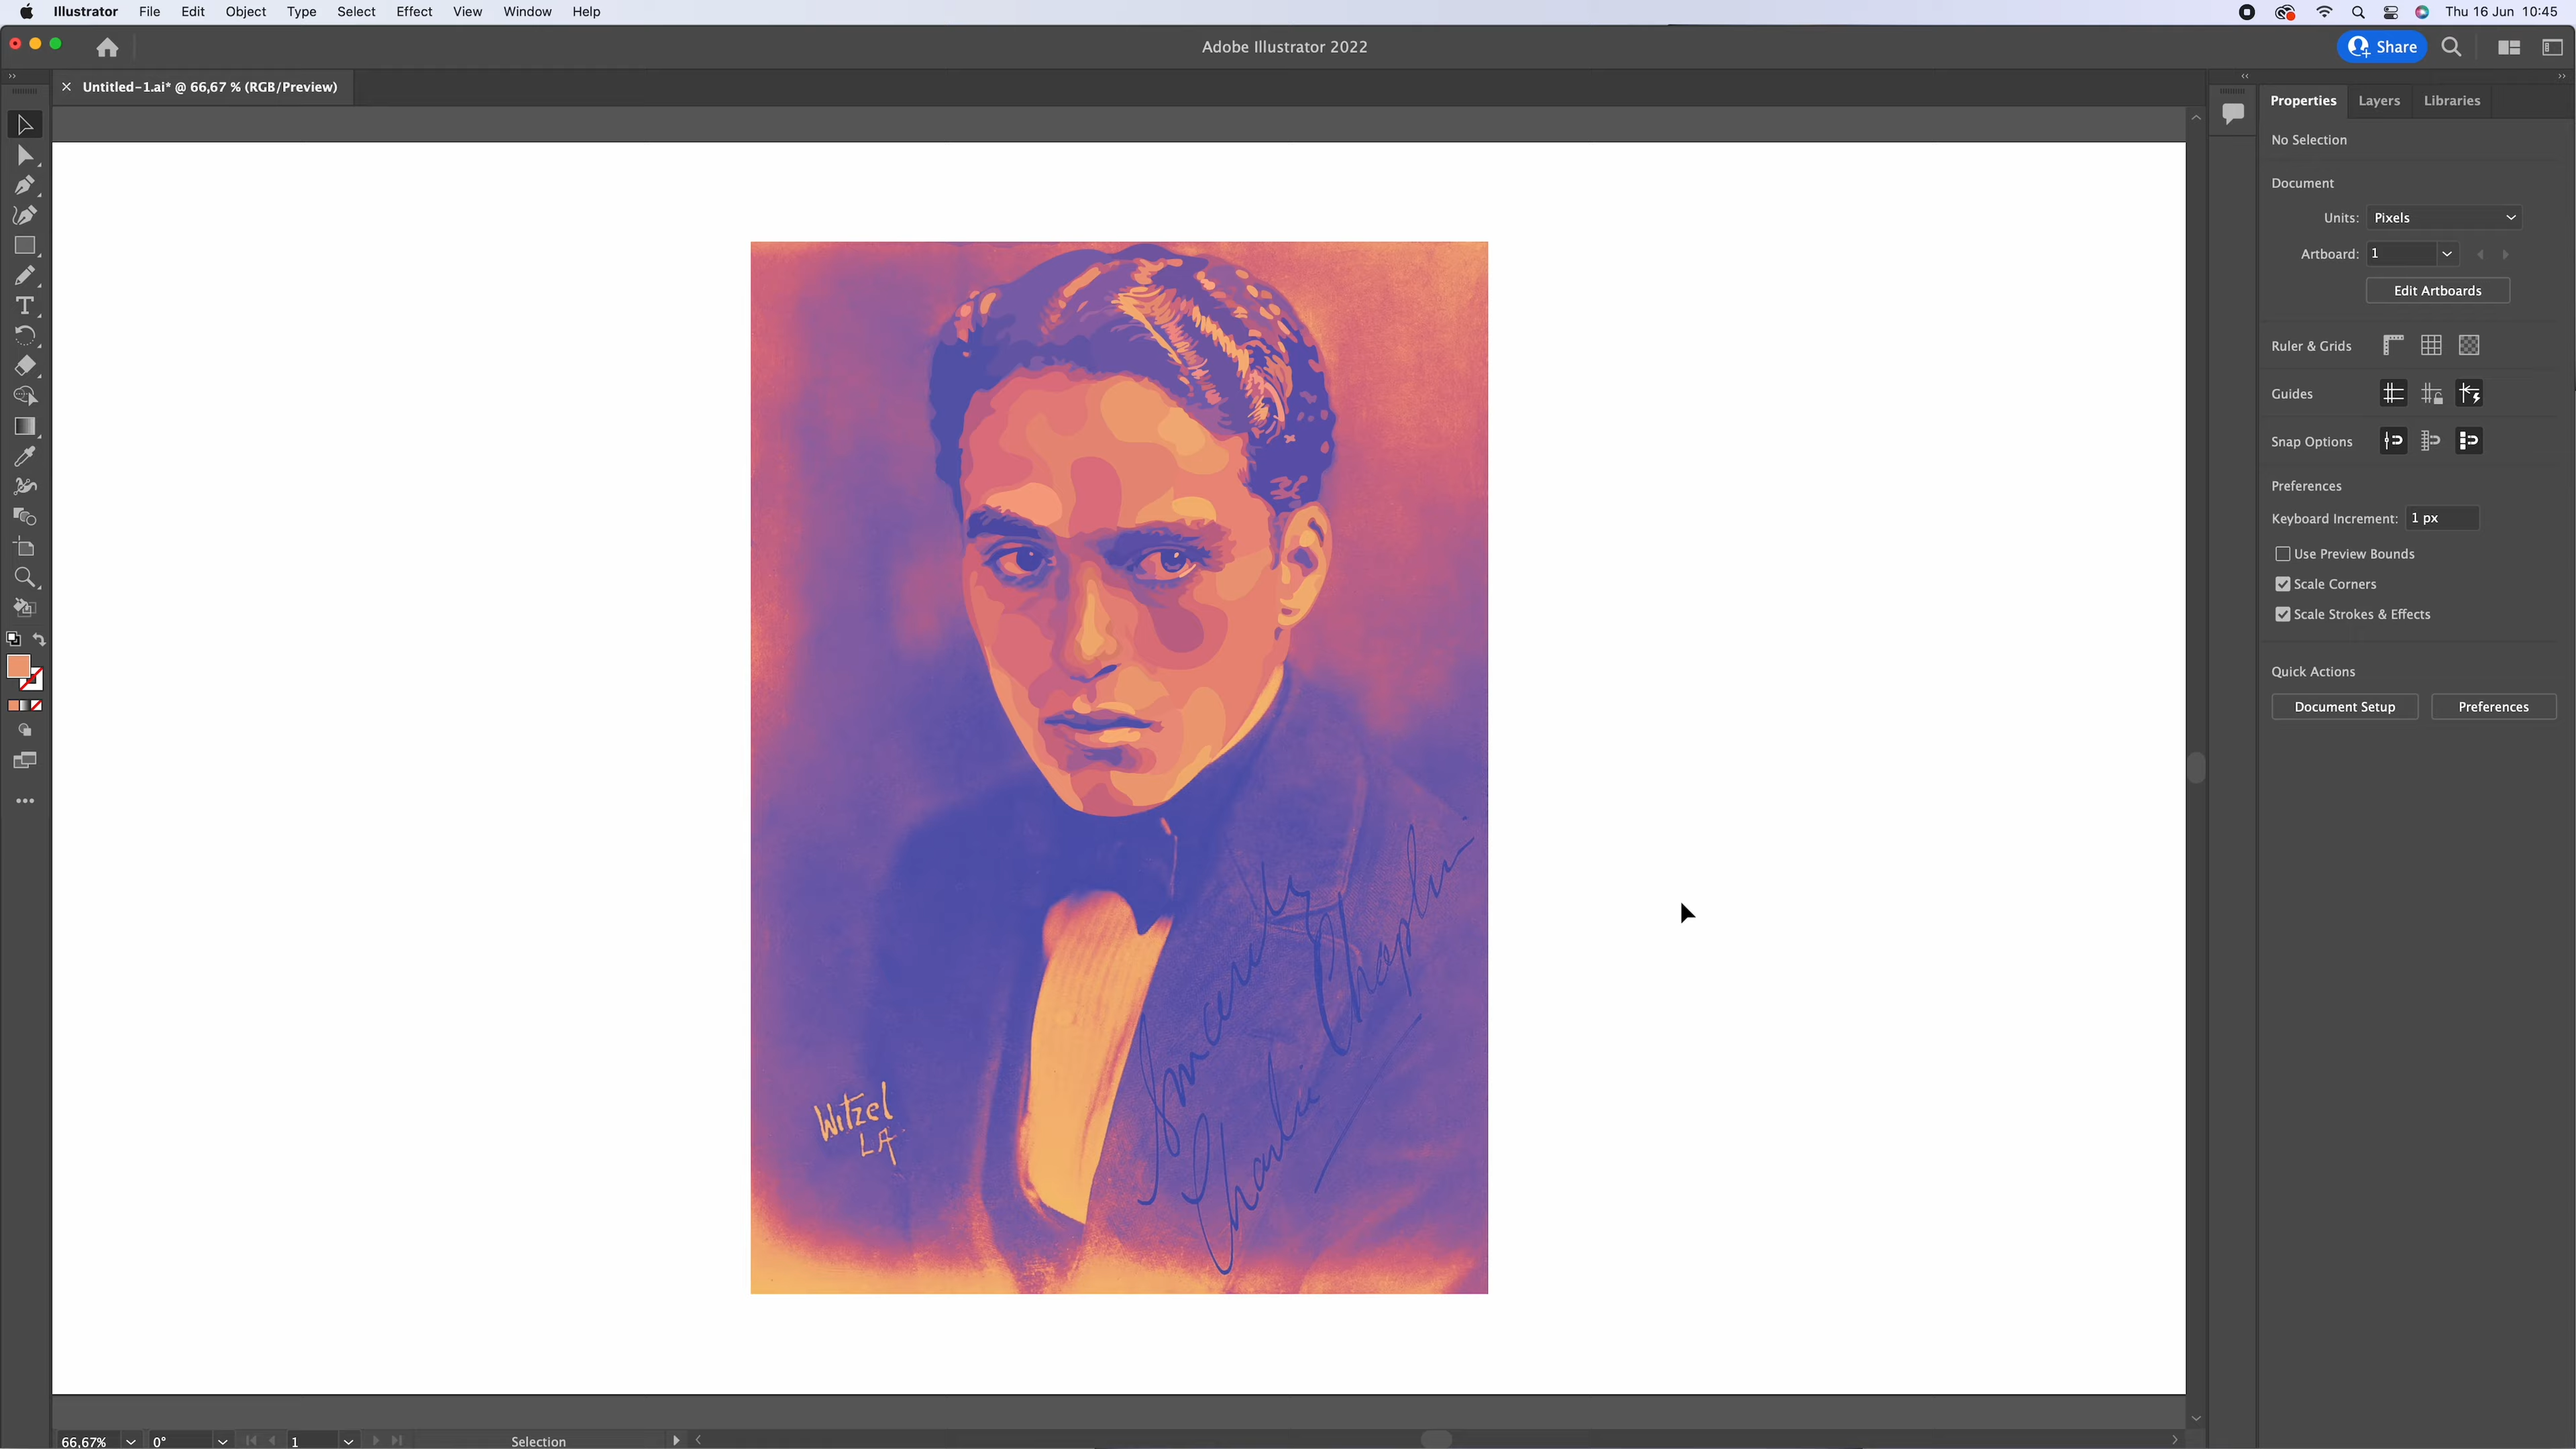 Illustrator File Edit Object Type Select Effect View Window Help Thu 16 Jun 10:45
Adobe Illustrator 2022
Share
Untitled-1.ai* @ 66,67 % (RGB/Preview)
Properties Layers Libraries
No Selection
Document
Units: Pixels
Artboard: 1
Edit Artboards
Ruler & Grids
Guides
Snap Options
Preferences
Keyboard Increment: 1 px
Use Preview Bounds
Scale Corners
Scale Strokes & Effects
Quick Actions
Document Setup Preferences
Sincerely
Charlie Chaplin
Witzel
LA
66,67% 0° 1 Selection